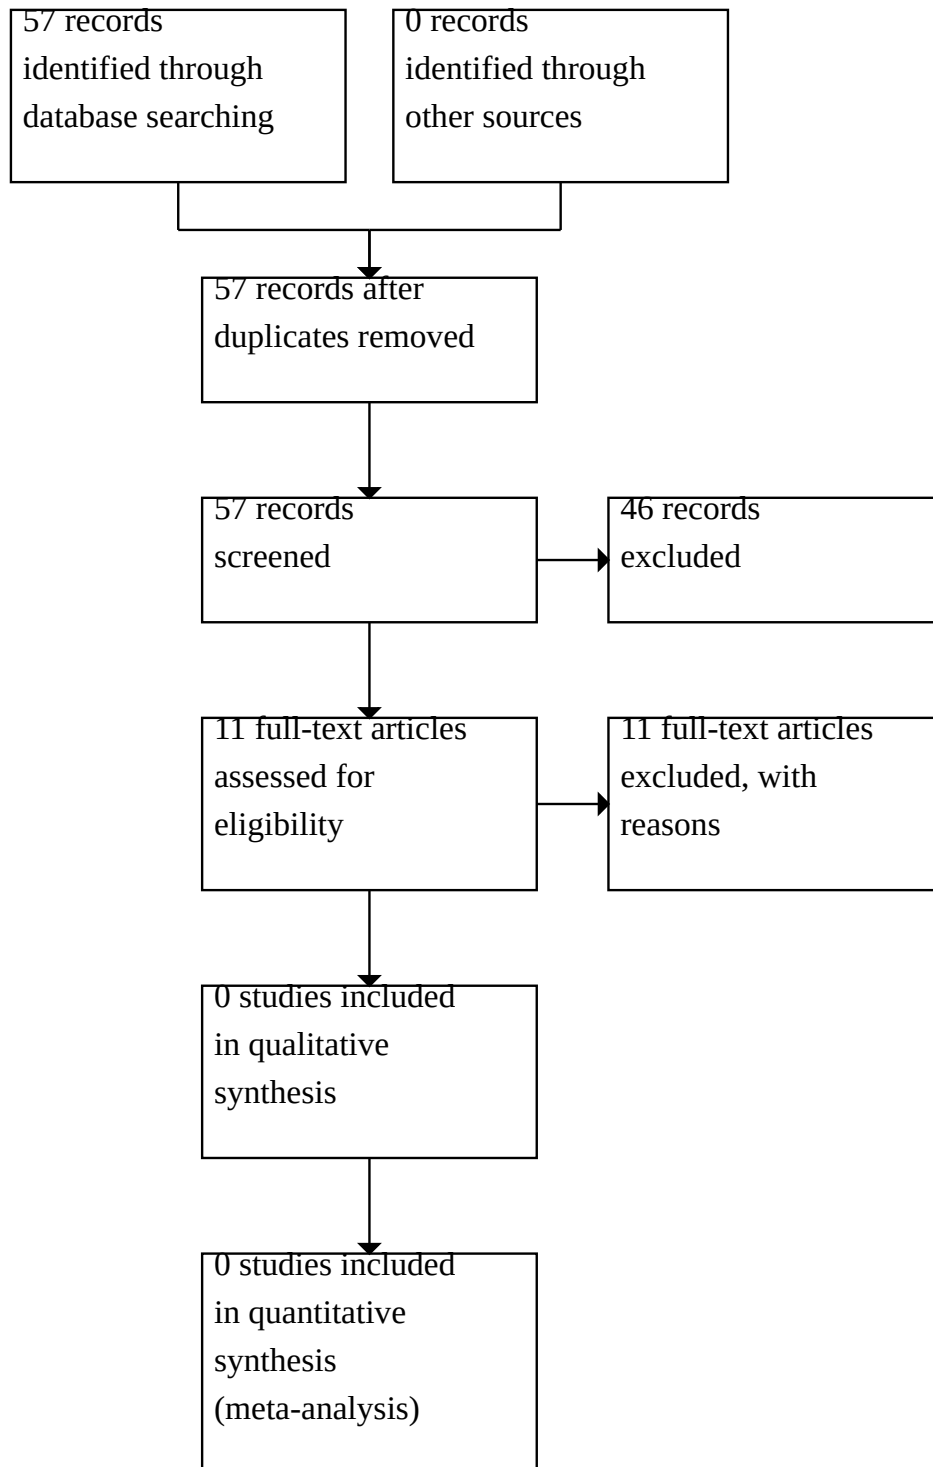 57 records
identified through
database searching
0 records
identified through
other sources
57 records after
duplicates removed
57 records
screened
46 records
excluded
11 full-text articles
assessed for
eligibility
11 full-text articles
excluded, with
reasons
0 studies included
in qualitative
synthesis
0 studies included
in quantitative
synthesis
(meta-analysis)